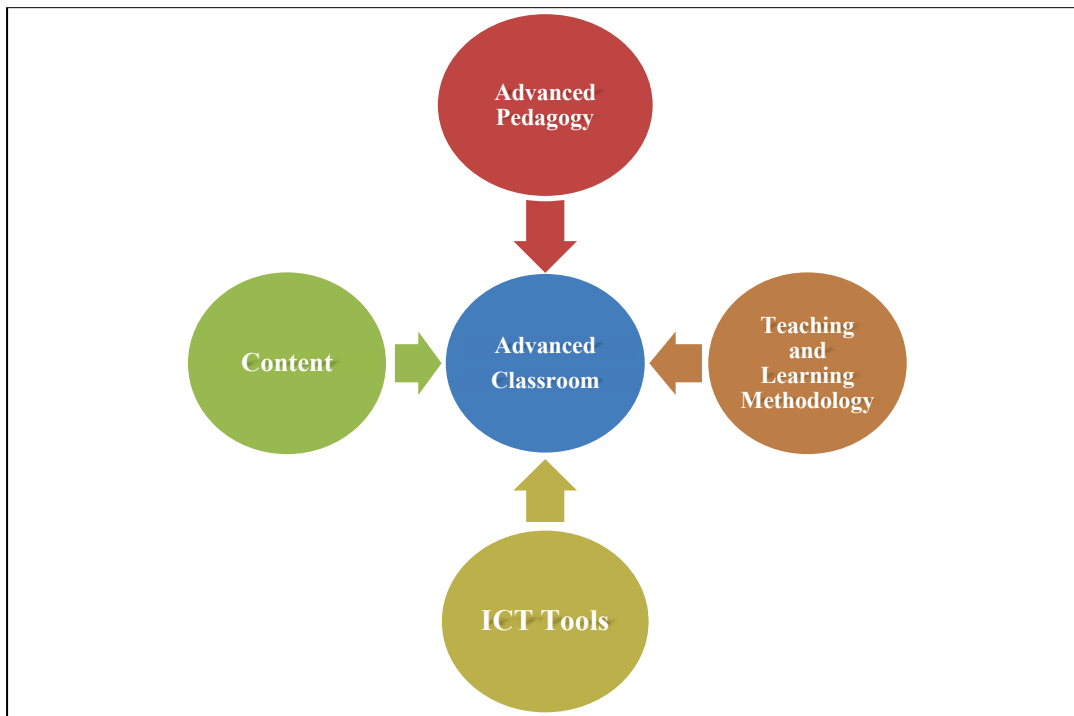 Advanced
Pedagogy
Content
Advanced
Classroom
Teaching
and
Learning
Methodology
ICT Tools